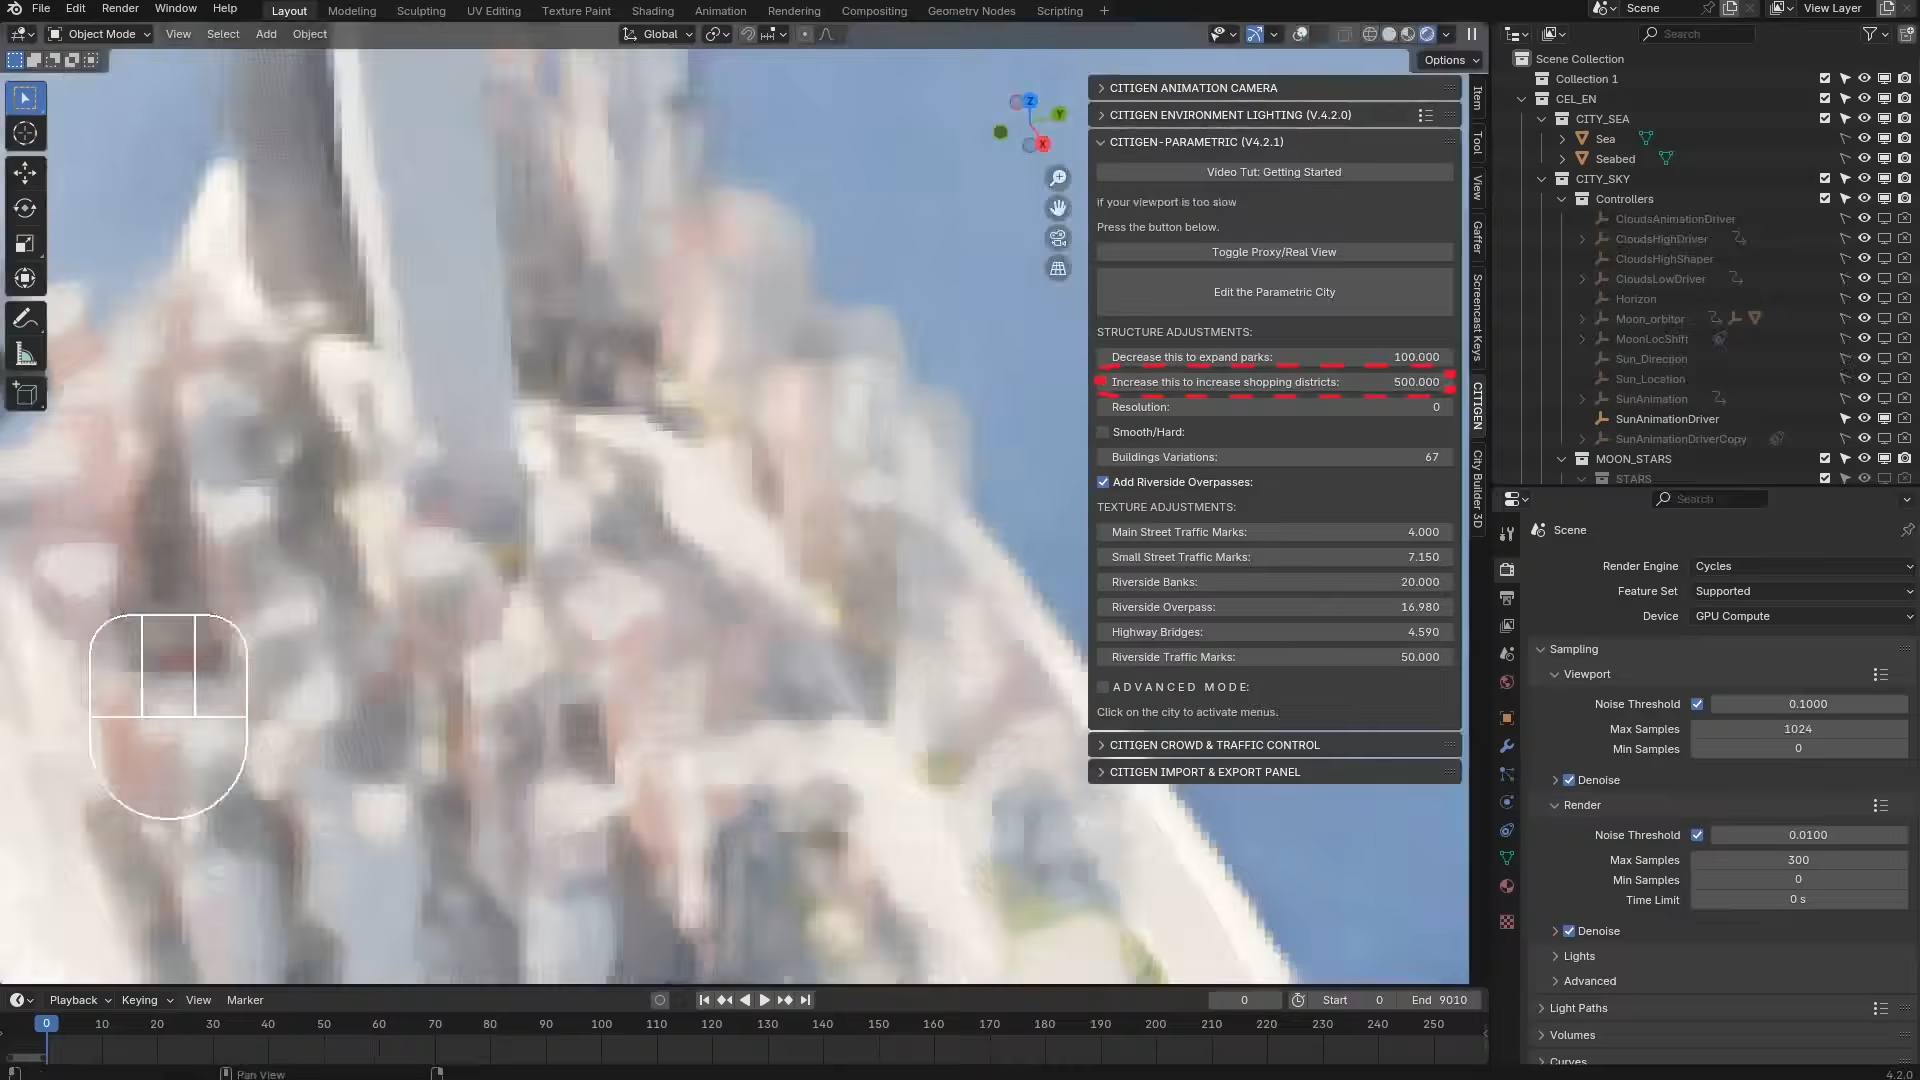 File Edit Render Window Help Layout Modeling Sculpting UV Editing Texture Paint Shading Animation Rendering Compositing Geometry Nodes Scripting + Scene View Layer
Object Mode View Select Add Object Global Search
Options
CITIGEN ANIMATION CAMERA
CITIGEN ENVIRONMENT LIGHTING (V.4.2.0)
CITIGEN-PARAMETRIC (V4.2.1)
Video Tut: Getting Started
if your viewport is too slow
Press the button below.
Toggle Proxy/Real View
Edit the Parametric City
STRUCTURE ADJUSTMENTS:
Decrease this to expand parks: 100.000
Increase this to increase shopping districts: 500.000
Resolution: 0
Smooth/Hard:
Buildings Variations: 67
Add Riverside Overpasses:
TEXTURE ADJUSTMENTS:
Main Street Traffic Marks: 4.000
Small Street Traffic Marks: 7.150
Riverside Banks: 20.000
Riverside Overpass: 16.980
Highway Bridges: 4.590
Riverside Traffic Marks: 50.000
ADVANCED MODE:
Click on the city to activate menus.
CITIGEN CROWD & TRAFFIC CONTROL
CITIGEN IMPORT & EXPORT PANEL
Z
Y
X
Item
Tool
View
Gaffer
Screencast Keys
CITIGEN
City Builder 3D
Scene Collection
Collection 1
CEL_EN
CITY_SEA
Sea
Seabed
CITY_SKY
Controllers
CloudsAnimationDriver
CloudsHighDriver
CloudsHighShaper
CloudsLowDriver
Horizon
Moon_orbitor
MoonLocShift
Sun_Direction
Sun_Location
SunAnimation
SunAnimationDriver
SunAnimationDriverCopy
MOON_STARS
STARS
Search
Scene
Render Engine Cycles
Feature Set Supported
Device GPU Compute
Sampling
Viewport
Noise Threshold 0.1000
Max Samples 1024
Min Samples 0
Denoise
Render
Noise Threshold 0.0100
Max Samples 300
Min Samples 0
Time Limit 0 s
Denoise
Lights
Advanced
Light Paths
Volumes
Curves
Playback Keying View Marker 0 Start 0 End 9010
0 10 20 30 40 50 60 70 80 90 100 110 120 130 140 150 160 170 180 190 200 210 220 230 240 250
Pan View 4.2.0